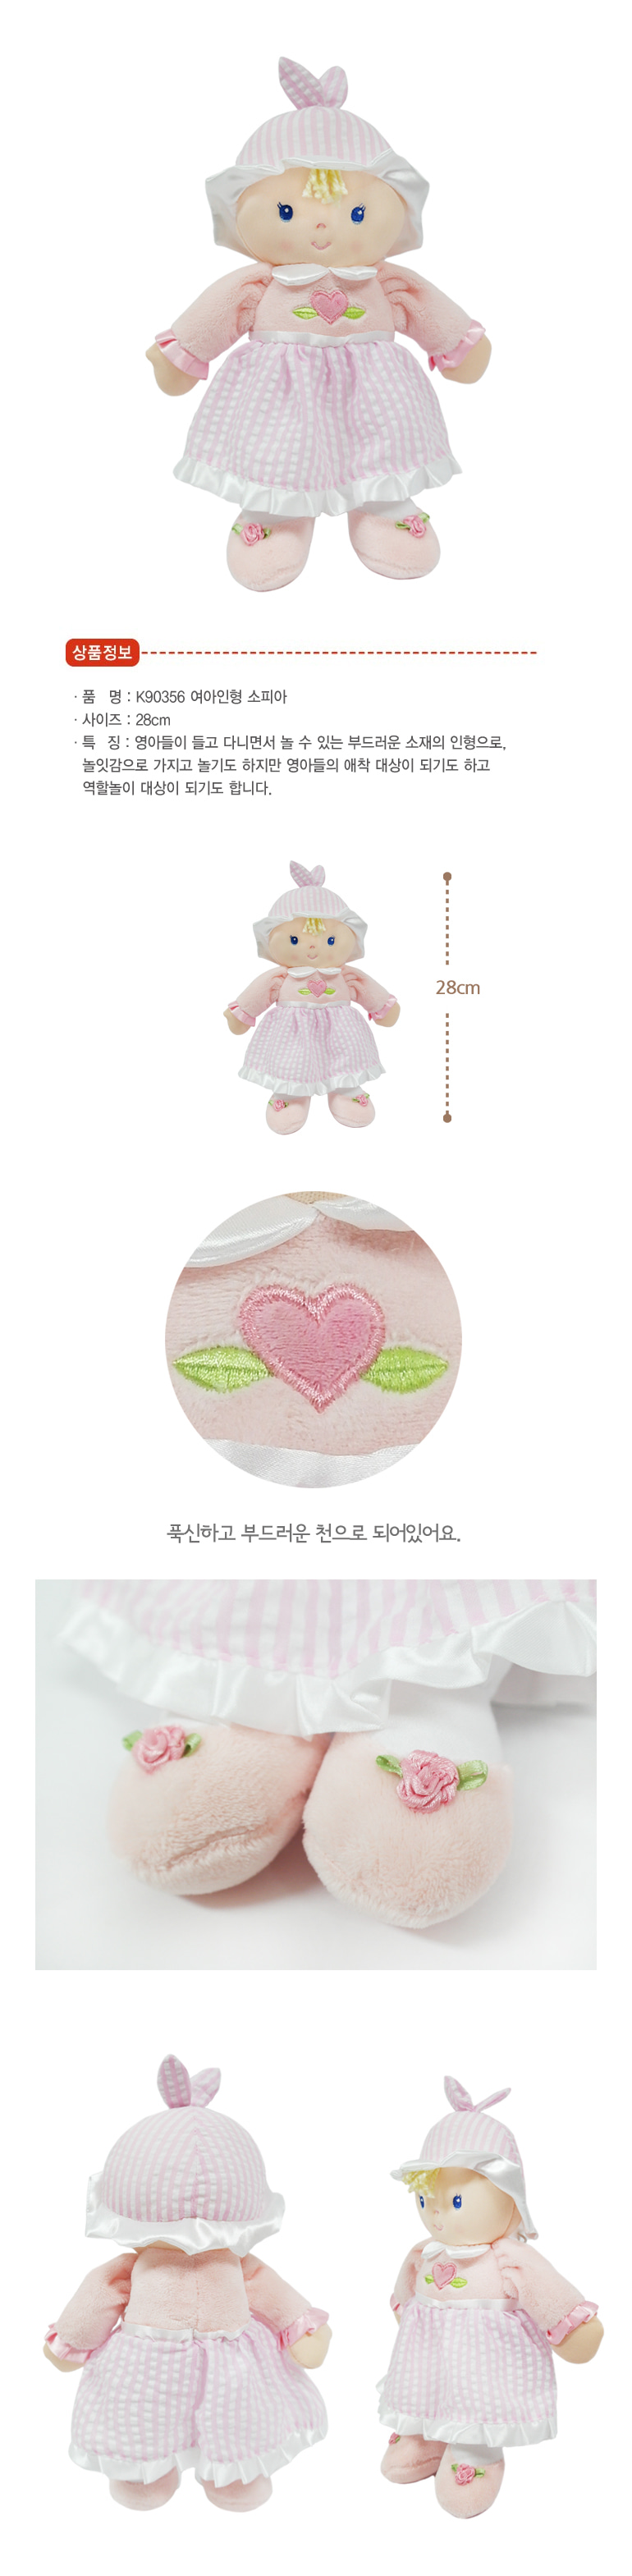 상품정보
· 품 명 : K90356 여아인형 소피아
· 사이즈 : 28cm
· 특 징 : 영아들이 들고 다니면서 놀 수 있는 부드러운 소재의 인형으로,
놀잇감으로 가지고 놀기도 하지만 영아들의 애착 대상이 되기도 하고
역할놀이 대상이 되기도 합니다.
28cm
푹신하고 부드러운 천으로 되어있어요.